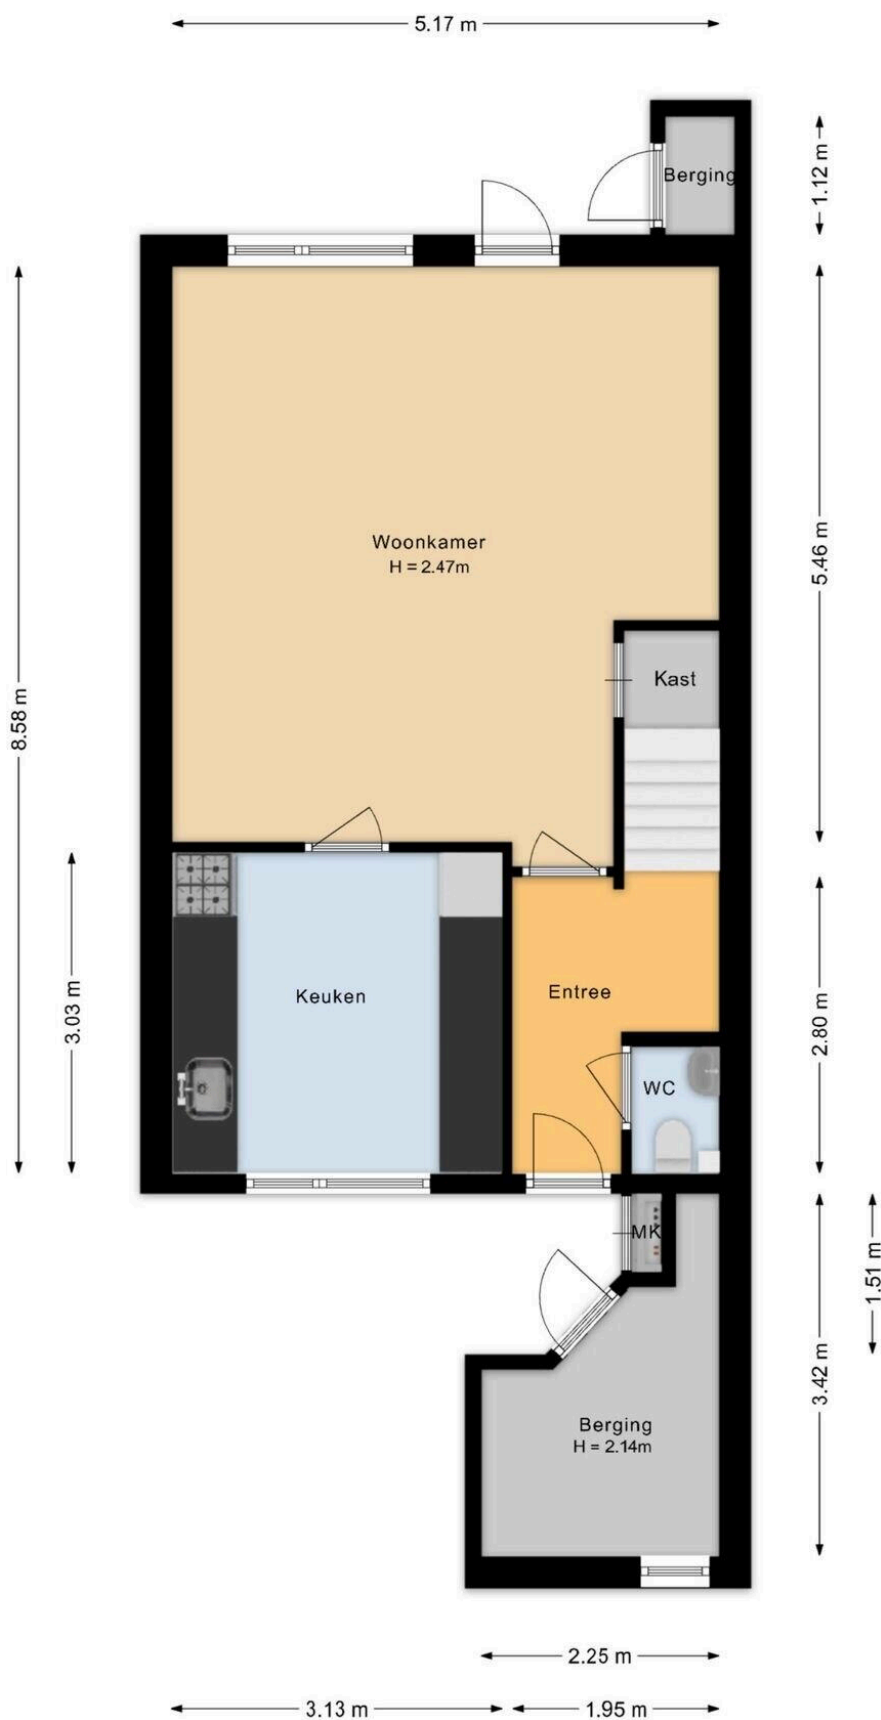 5.17 m
Berging
1.12 m
Woonkamer
H = 2.47m
5.46 m
8.58 m
Kast
Keuken
Entree
3.03 m
2.80 m
WC
MK
1.51 m
3.42 m
Berging
H = 2.14m
2.25 m
3.13 m
1.95 m